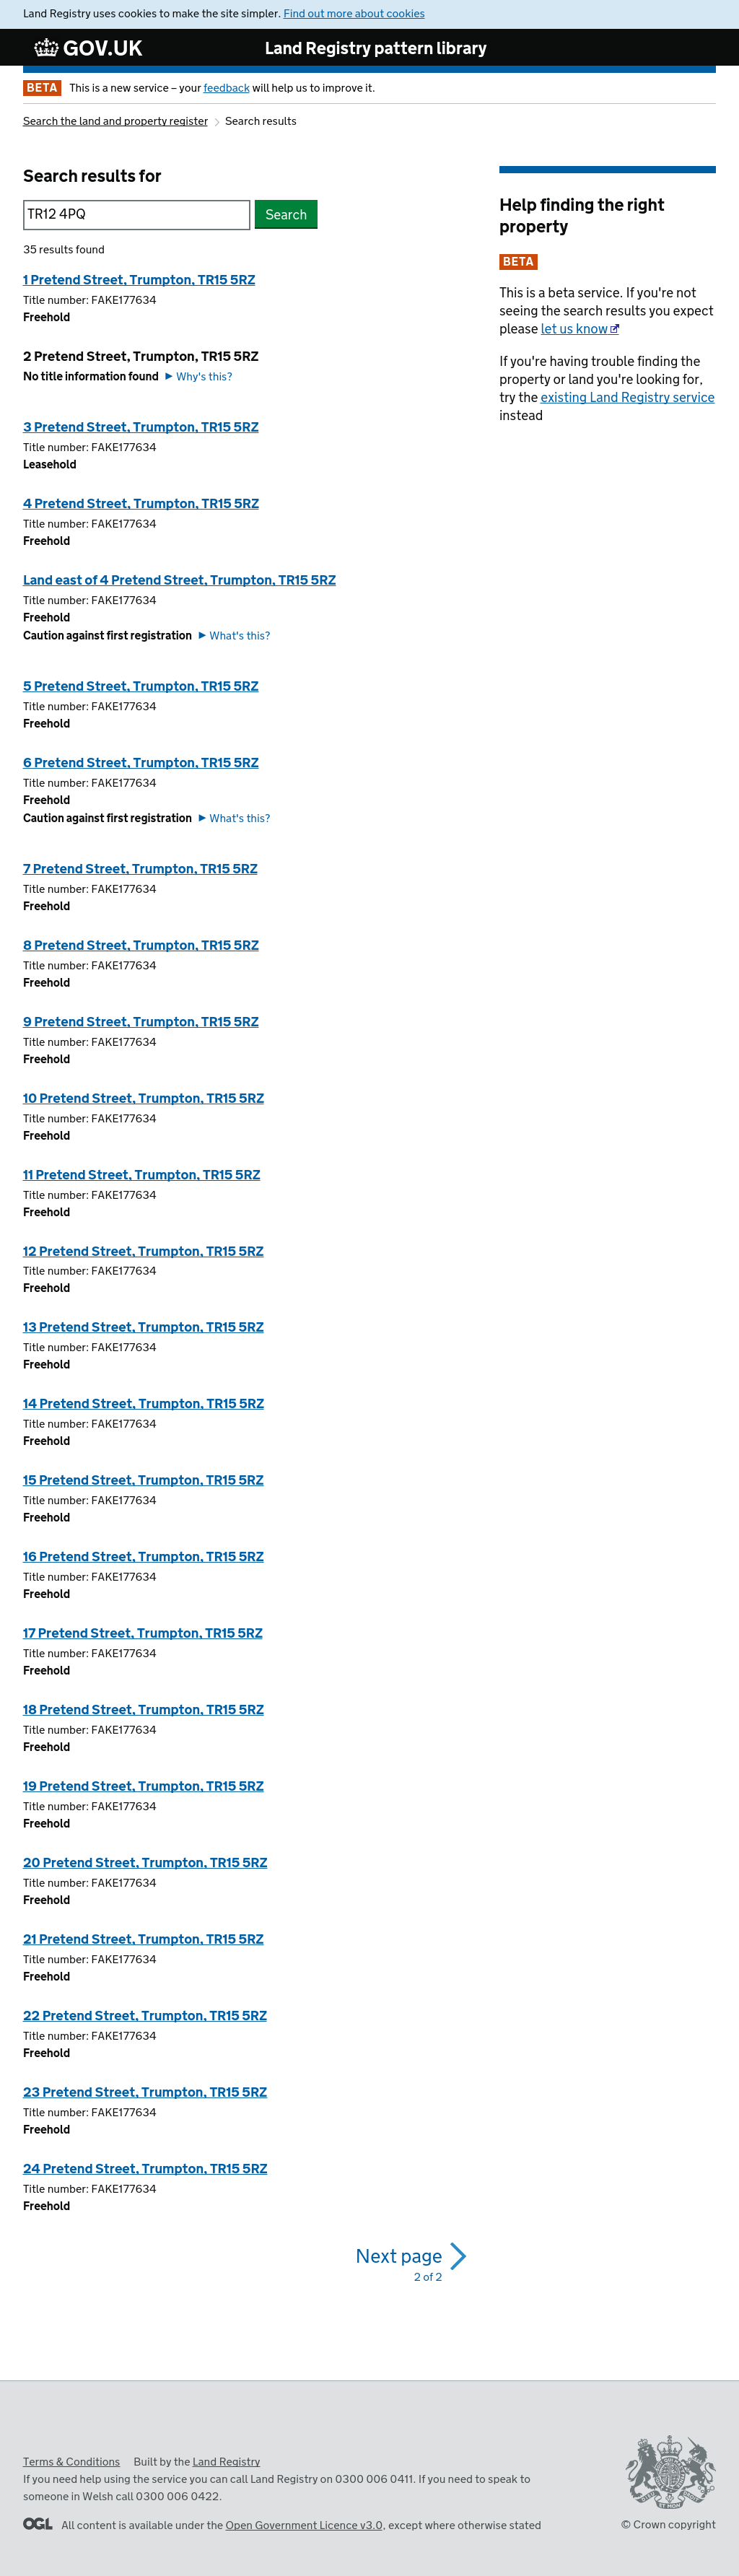 Land Registry uses cookies to make the site simpler. Find out more about cookies
GOV.UK
Land Registry pattern library
BETA This is a new service – your feedback will help us to improve it.
Search the land and property register
Search results
Search results for
TR12 4PQ
Search
35 results found
1 Pretend Street, Trumpton, TR15 5RZ
Title number: FAKE177634
Freehold
2 Pretend Street, Trumpton, TR15 5RZ
No title information found ► Why's this?
3 Pretend Street, Trumpton, TR15 5RZ
Title number: FAKE177634
Leasehold
4 Pretend Street, Trumpton, TR15 5RZ
Title number: FAKE177634
Freehold
Land east of 4 Pretend Street, Trumpton, TR15 5RZ
Title number: FAKE177634
Freehold
Caution against first registration ► What's this?
5 Pretend Street, Trumpton, TR15 5RZ
Title number: FAKE177634
Freehold
6 Pretend Street, Trumpton, TR15 5RZ
Title number: FAKE177634
Freehold
Caution against first registration ► What's this?
7 Pretend Street, Trumpton, TR15 5RZ
Title number: FAKE177634
Freehold
8 Pretend Street, Trumpton, TR15 5RZ
Title number: FAKE177634
Freehold
9 Pretend Street, Trumpton, TR15 5RZ
Title number: FAKE177634
Freehold
10 Pretend Street, Trumpton, TR15 5RZ
Title number: FAKE177634
Freehold
11 Pretend Street, Trumpton, TR15 5RZ
Title number: FAKE177634
Freehold
12 Pretend Street, Trumpton, TR15 5RZ
Title number: FAKE177634
Freehold
13 Pretend Street, Trumpton, TR15 5RZ
Title number: FAKE177634
Freehold
14 Pretend Street, Trumpton, TR15 5RZ
Title number: FAKE177634
Freehold
15 Pretend Street, Trumpton, TR15 5RZ
Title number: FAKE177634
Freehold
16 Pretend Street, Trumpton, TR15 5RZ
Title number: FAKE177634
Freehold
17 Pretend Street, Trumpton, TR15 5RZ
Title number: FAKE177634
Freehold
18 Pretend Street, Trumpton, TR15 5RZ
Title number: FAKE177634
Freehold
19 Pretend Street, Trumpton, TR15 5RZ
Title number: FAKE177634
Freehold
20 Pretend Street, Trumpton, TR15 5RZ
Title number: FAKE177634
Freehold
21 Pretend Street, Trumpton, TR15 5RZ
Title number: FAKE177634
Freehold
22 Pretend Street, Trumpton, TR15 5RZ
Title number: FAKE177634
Freehold
23 Pretend Street, Trumpton, TR15 5RZ
Title number: FAKE177634
Freehold
24 Pretend Street, Trumpton, TR15 5RZ
Title number: FAKE177634
Freehold
Next page
2 of 2
Help finding the right
property
BETA
This is a beta service. If you're not
seeing the search results you expect
please let us know
If you're having trouble finding the
property or land you're looking for,
try the existing Land Registry service
instead
Terms & Conditions
Built by the Land Registry
If you need help using the service you can call Land Registry on 0300 006 0411. If you need to speak to
someone in Welsh call 0300 006 0422.
OGL All content is available under the Open Government Licence v3.0, except where otherwise stated
© Crown copyright